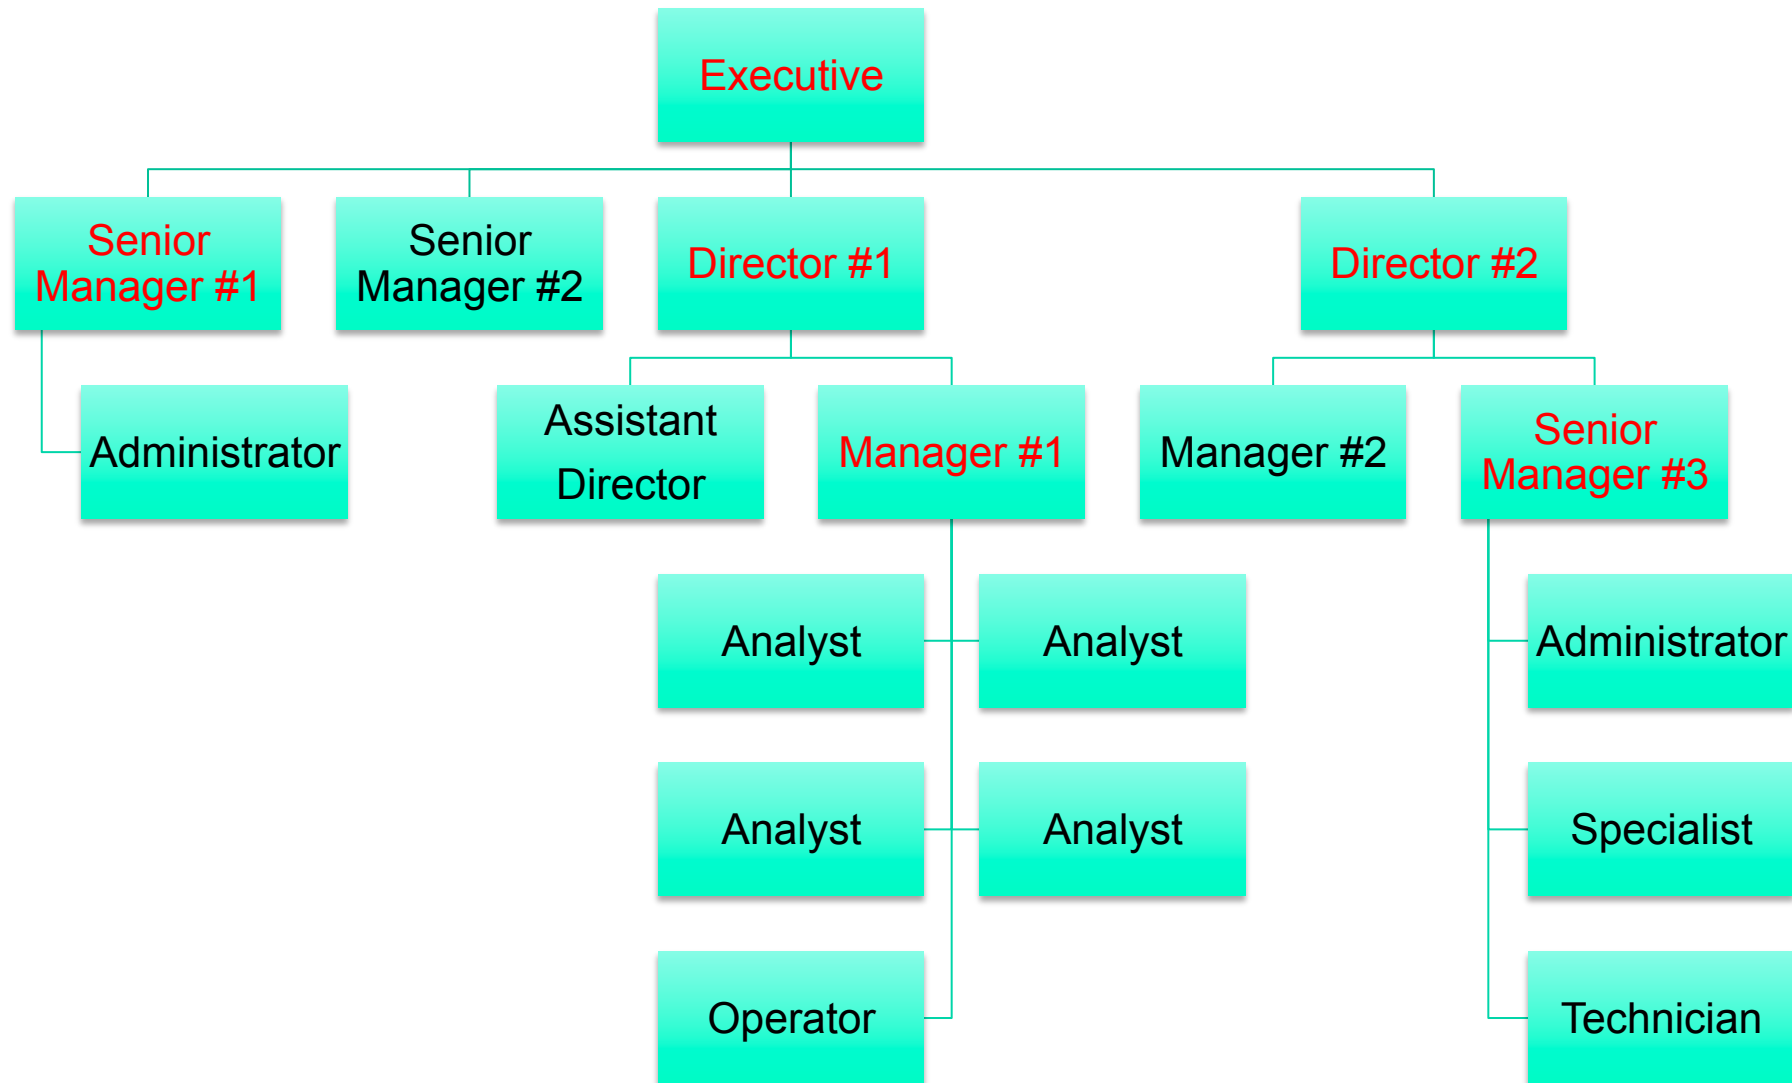 Executive
Senior
Manager #1
Senior
Manager #2
Director #1
Director #2
Administrator
Assistant
Director
Manager #1
Manager #2
Senior
Manager #3
Analyst
Analyst
Administrator
Analyst
Analyst
Specialist
Operator
Technician